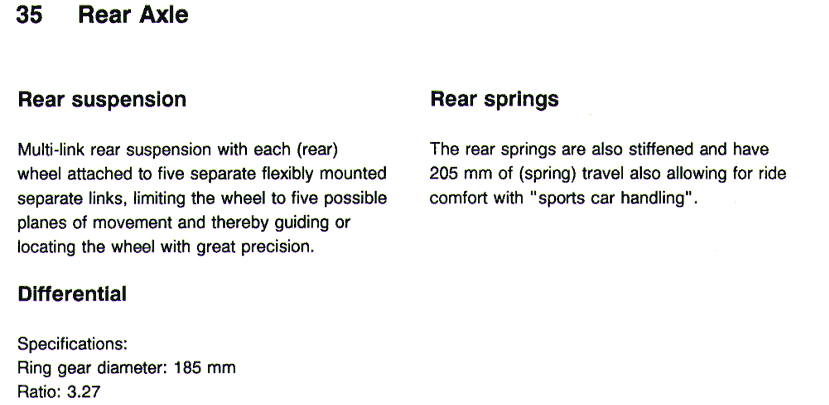 35 Rear Axle
Rear suspension
Multi-link rear suspension with each (rear)
wheel attached to five separate flexibly mounted
separate links, limiting the wheel to five possible
planes of movement and thereby guiding or
locating the wheel with great precision.
Differential
Specifications:
Ring gear diameter: 185 mm
Ratio: 3.27
Rear springs
The rear springs are also stiffened and have
205 mm of (spring) travel also allowing for ride
comfort with "sports car handling".